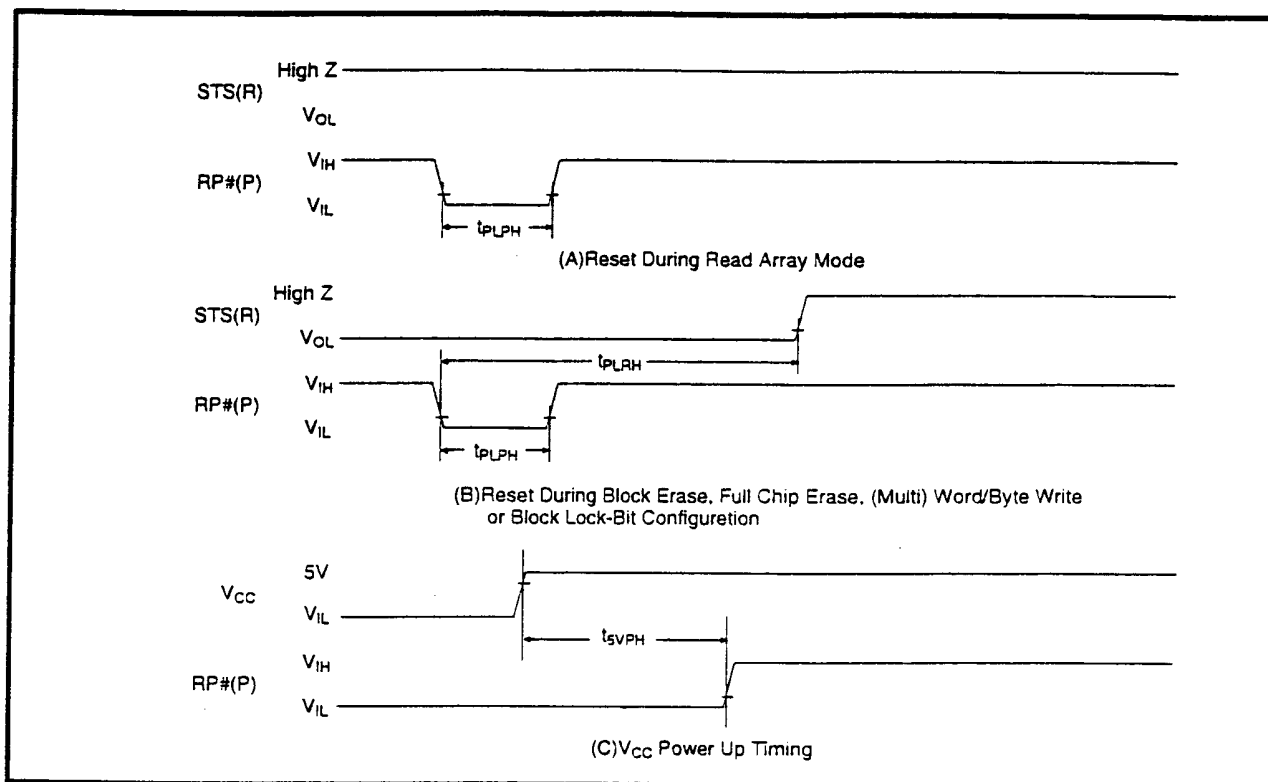 High Z
STS(R)
VOL
VIH
RP#(P)
VIL
tPLPH
(A)Reset During Read Array Mode
High Z
STS(R)
VOL
tPLRH
VIH
RP#(P)
VIL
tPLPH
(B)Reset During Block Erase, Full Chip Erase, (Multi) Word/Byte Write
or Block Lock-Bit Configuretion
5V
VCC
VIL
t5VPH
VIH
RP#(P)
VIL
(C)VCC Power Up Timing